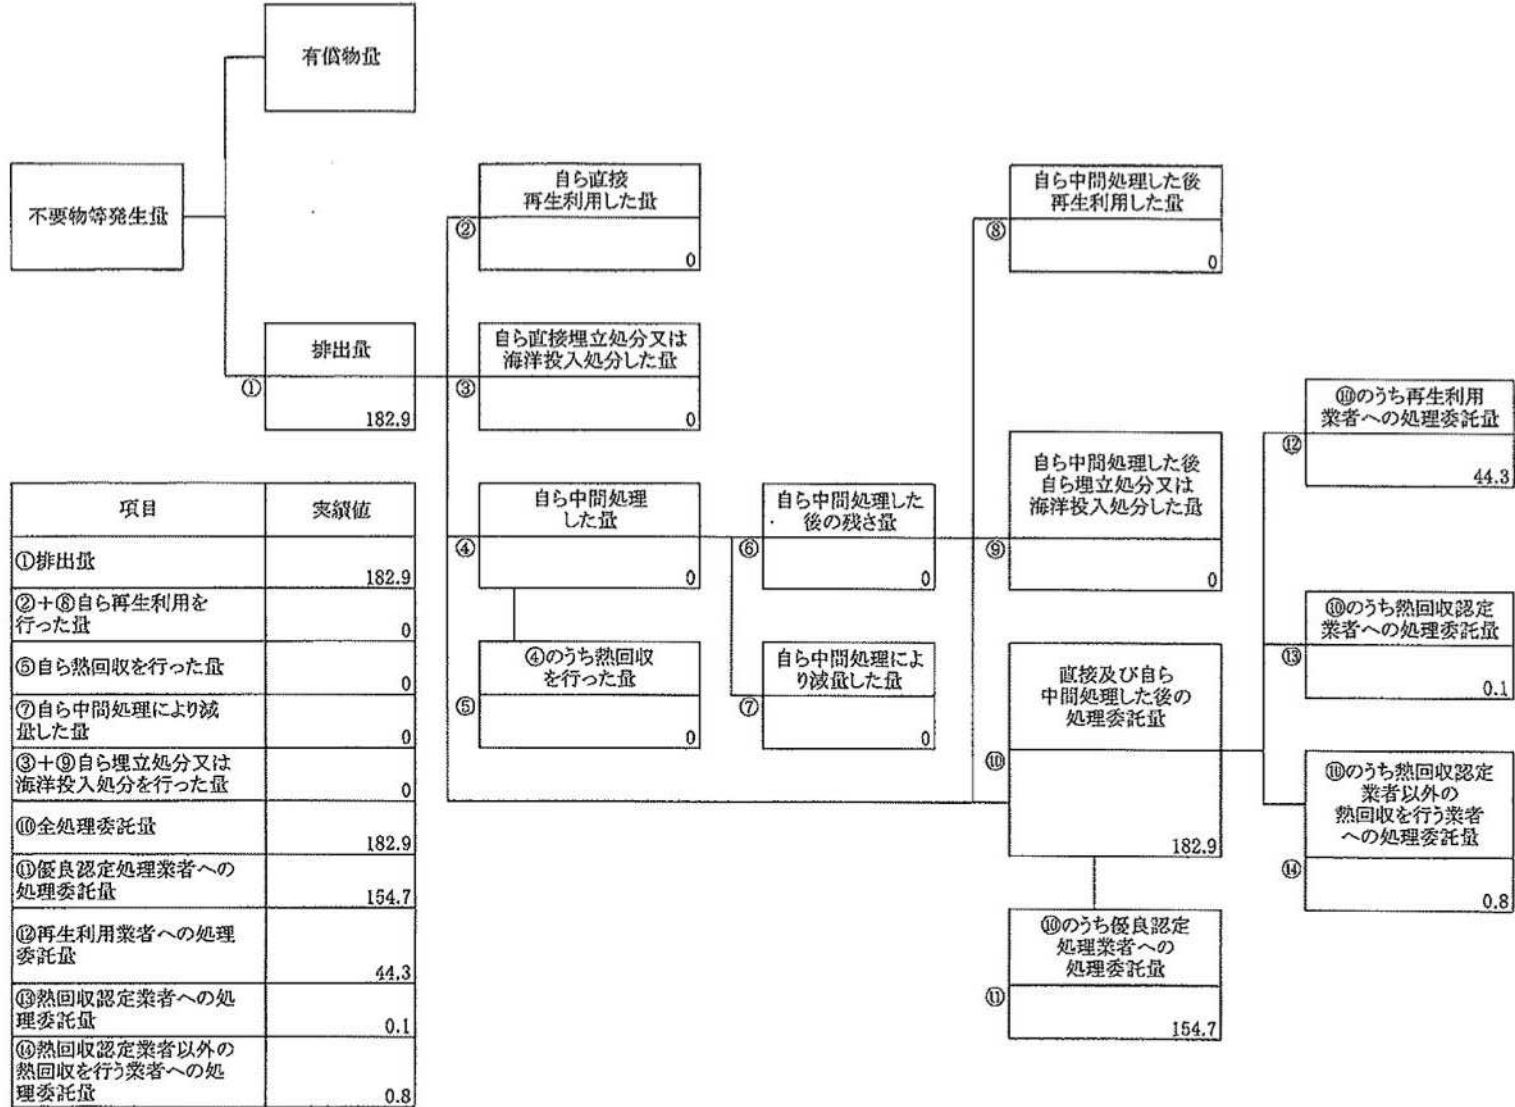 有償物量
不要物等発生量
自ら直接
再生利用した量
②
0
自ら中間処理した後
再生利用した量
⑧
0
排出量
①
182.9
自ら直接埋立処分又は
海洋投入処分した量
③
0
⑩のうち再生利用
業者への処理委託量
⑫
44.3
自ら中間処理
した量
④
0
自ら中間処理した
後の残さ量
⑥
0
自ら中間処理した後
自ら埋立処分又は
海洋投入処分した量
⑨
0
⑩のうち熱回収認定
業者への処理委託量
⑬
0.1
④のうち熱回収
を行った量
⑤
0
自ら中間処理によ
り減量した量
⑦
0
直接及び自ら
中間処理した後の
処理委託量
⑩
182.9
⑩のうち熱回収認定
業者以外の
熱回収を行う業者
への処理委託量
⑭
0.8
⑩のうち優良認定
処理業者への
処理委託量
⑪
154.7
項目 実績値
①排出量
182.9
②+⑧自ら再生利用を
行った量 0
⑤自ら熱回収を行った量
0
⑦自ら中間処理により減
量した量 0
③+⑨自ら埋立処分又は
海洋投入処分を行った量 0
⑩全処理委託量
182.9
⑪優良認定処理業者への
処理委託量 154.7
⑫再生利用業者への処理
委託量
44.3
⑬熱回収認定業者への処
理委託量 0.1
⑭熱回収認定業者以外の
熱回収を行う業者への処
理委託量 0.8